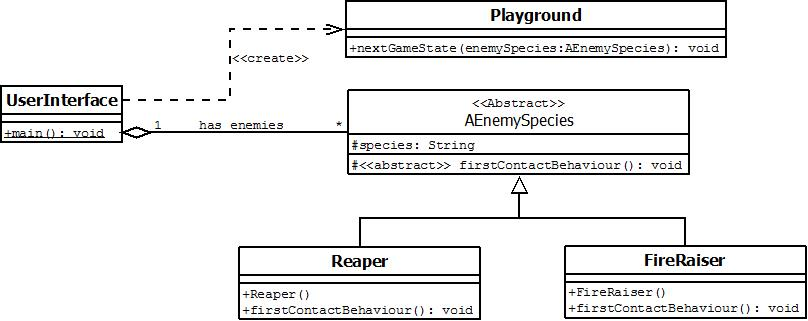 Playground
+nextGameState(enemySpecies:AEnemySpecies): void
<<create>>
UserInterface
+main(): void
1 has enemies *
<<Abstract>>
AEnemySpecies
#species: String
#<<abstract>> firstContactBehaviour(): void
Reaper
+Reaper()
+firstContactBehaviour(): void
FireRaiser
+FireRaiser()
+firstContactBehaviour(): void